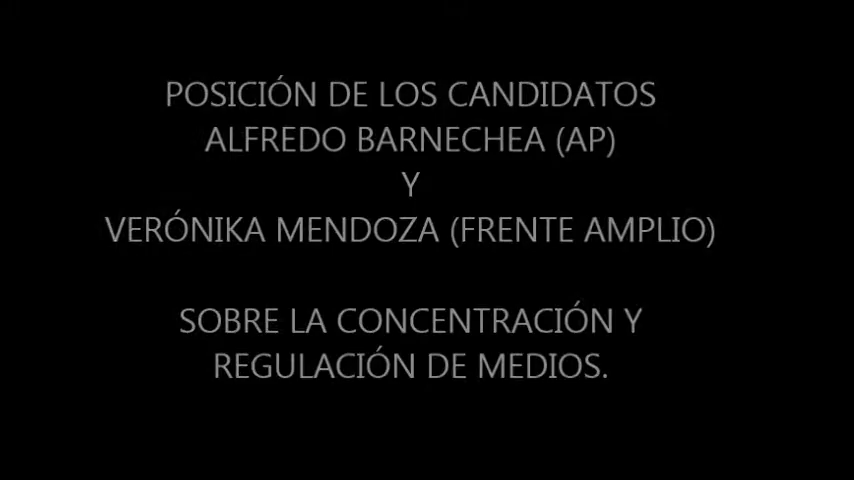 POSICIÓN DE LOS CANDIDATOS
ALFREDO BARNECHEA (AP)
Y
VERÓNIKA MENDOZA (FRENTE AMPLIO)
SOBRE LA CONCENTRACIÓN Y
REGULACIÓN DE MEDIOS.